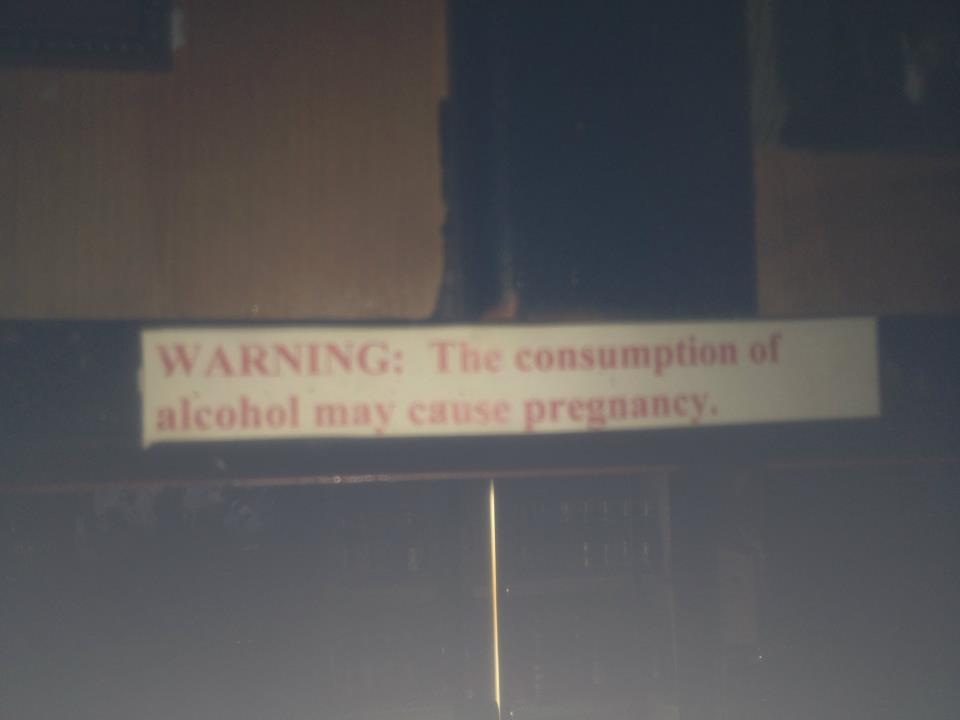 WARNING: The consumption of
alcohol may cause pregnancy.